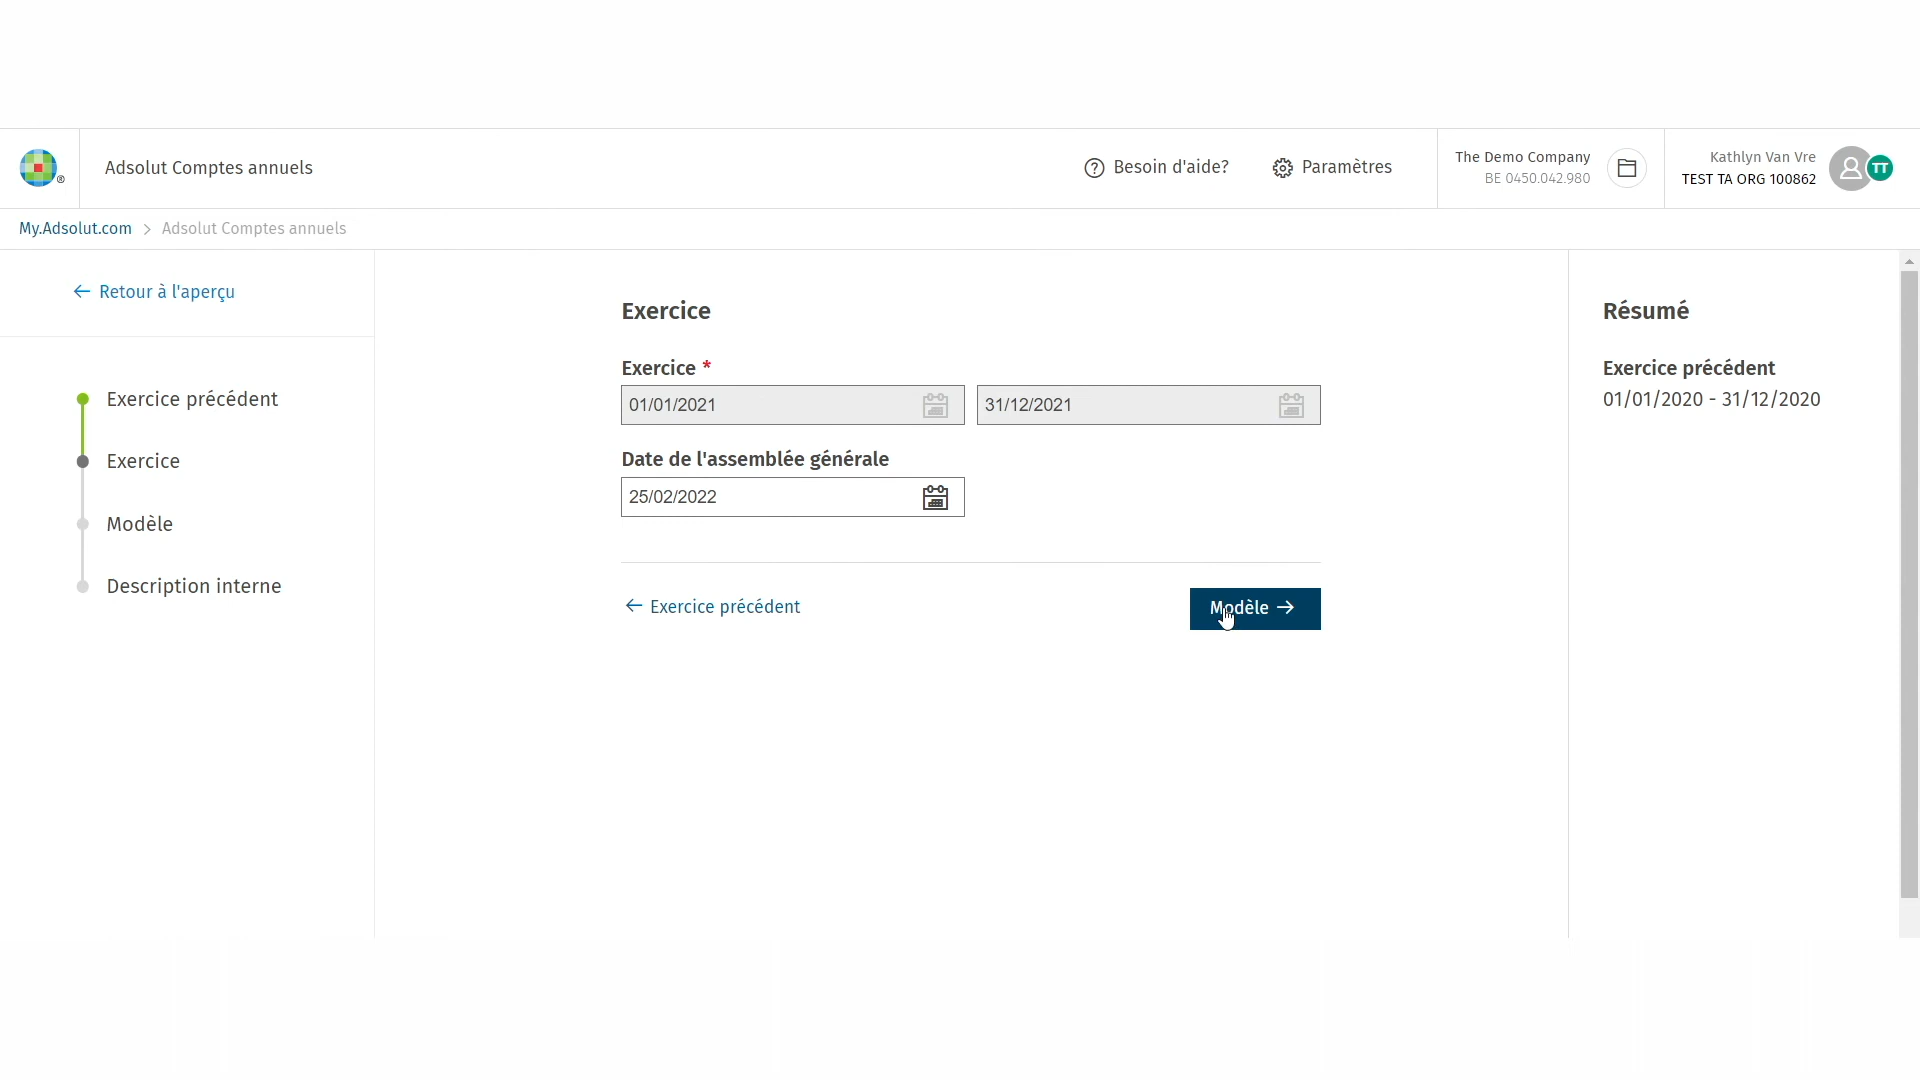 Adsolut Comptes annuels
Besoin d'aide?
Paramètres
The Demo Company
BE 0450.042.980
Kathlyn Van Vre
TEST TA ORG 100862
TT
®
My.Adsolut.com > Adsolut Comptes annuels
← Retour à l'aperçu
Exercice précédent
Exercice
Modèle
Description interne
Exercice
Exercice *
01/01/2021
31/12/2021
Date de l'assemblée générale
25/02/2022
← Exercice précédent
Modèle →
Résumé
Exercice précédent
01/01/2020 - 31/12/2020